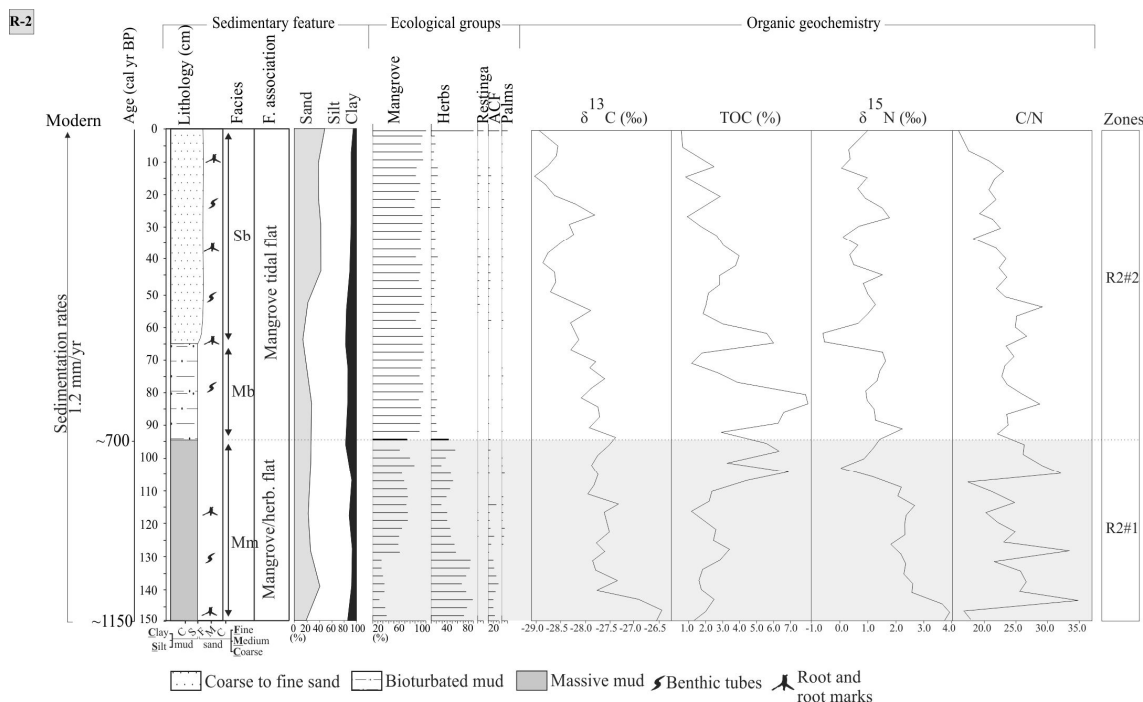 R-2
Sedimentary feature
Ecological groups
Organic geochemistry
Age (cal yr BP)
Lithology (cm)
Facies
F. association
Sand
Silt
Clay
Mangrove
Herbs
Restinga
ACF
Palms
Modern
δ13C (‰)
TOC (%)
δ15N (‰)
C/N
Zones
0
10
20
30
40
50
60
70
80
90
100
110
120
130
140
150
Sedimentation rates
1.2 mm/yr
~700
~1150
Sb
Mb
Mm
Mangrove tidal flat
Mangrove/herb. flat
R2#2
R2#1
C S F M C
Clay
Silt
mud
sand
Fine
Medium
Coarse
0 20 40 60 80 100
(%)
20 60 100
(%)
20 60 100
20
-29.0 -28.5 -28.0 -27.5 -27.0 -26.5
1.0 2.0 3.0 4.0 5.0 6.0 7.0
-1.0 0.0 1.0 2.0 3.0 4.0
20.0 25.0 30.0 35.0
Coarse to fine sand
Bioturbated mud
Massive mud
Benthic tubes
Root and
root marks